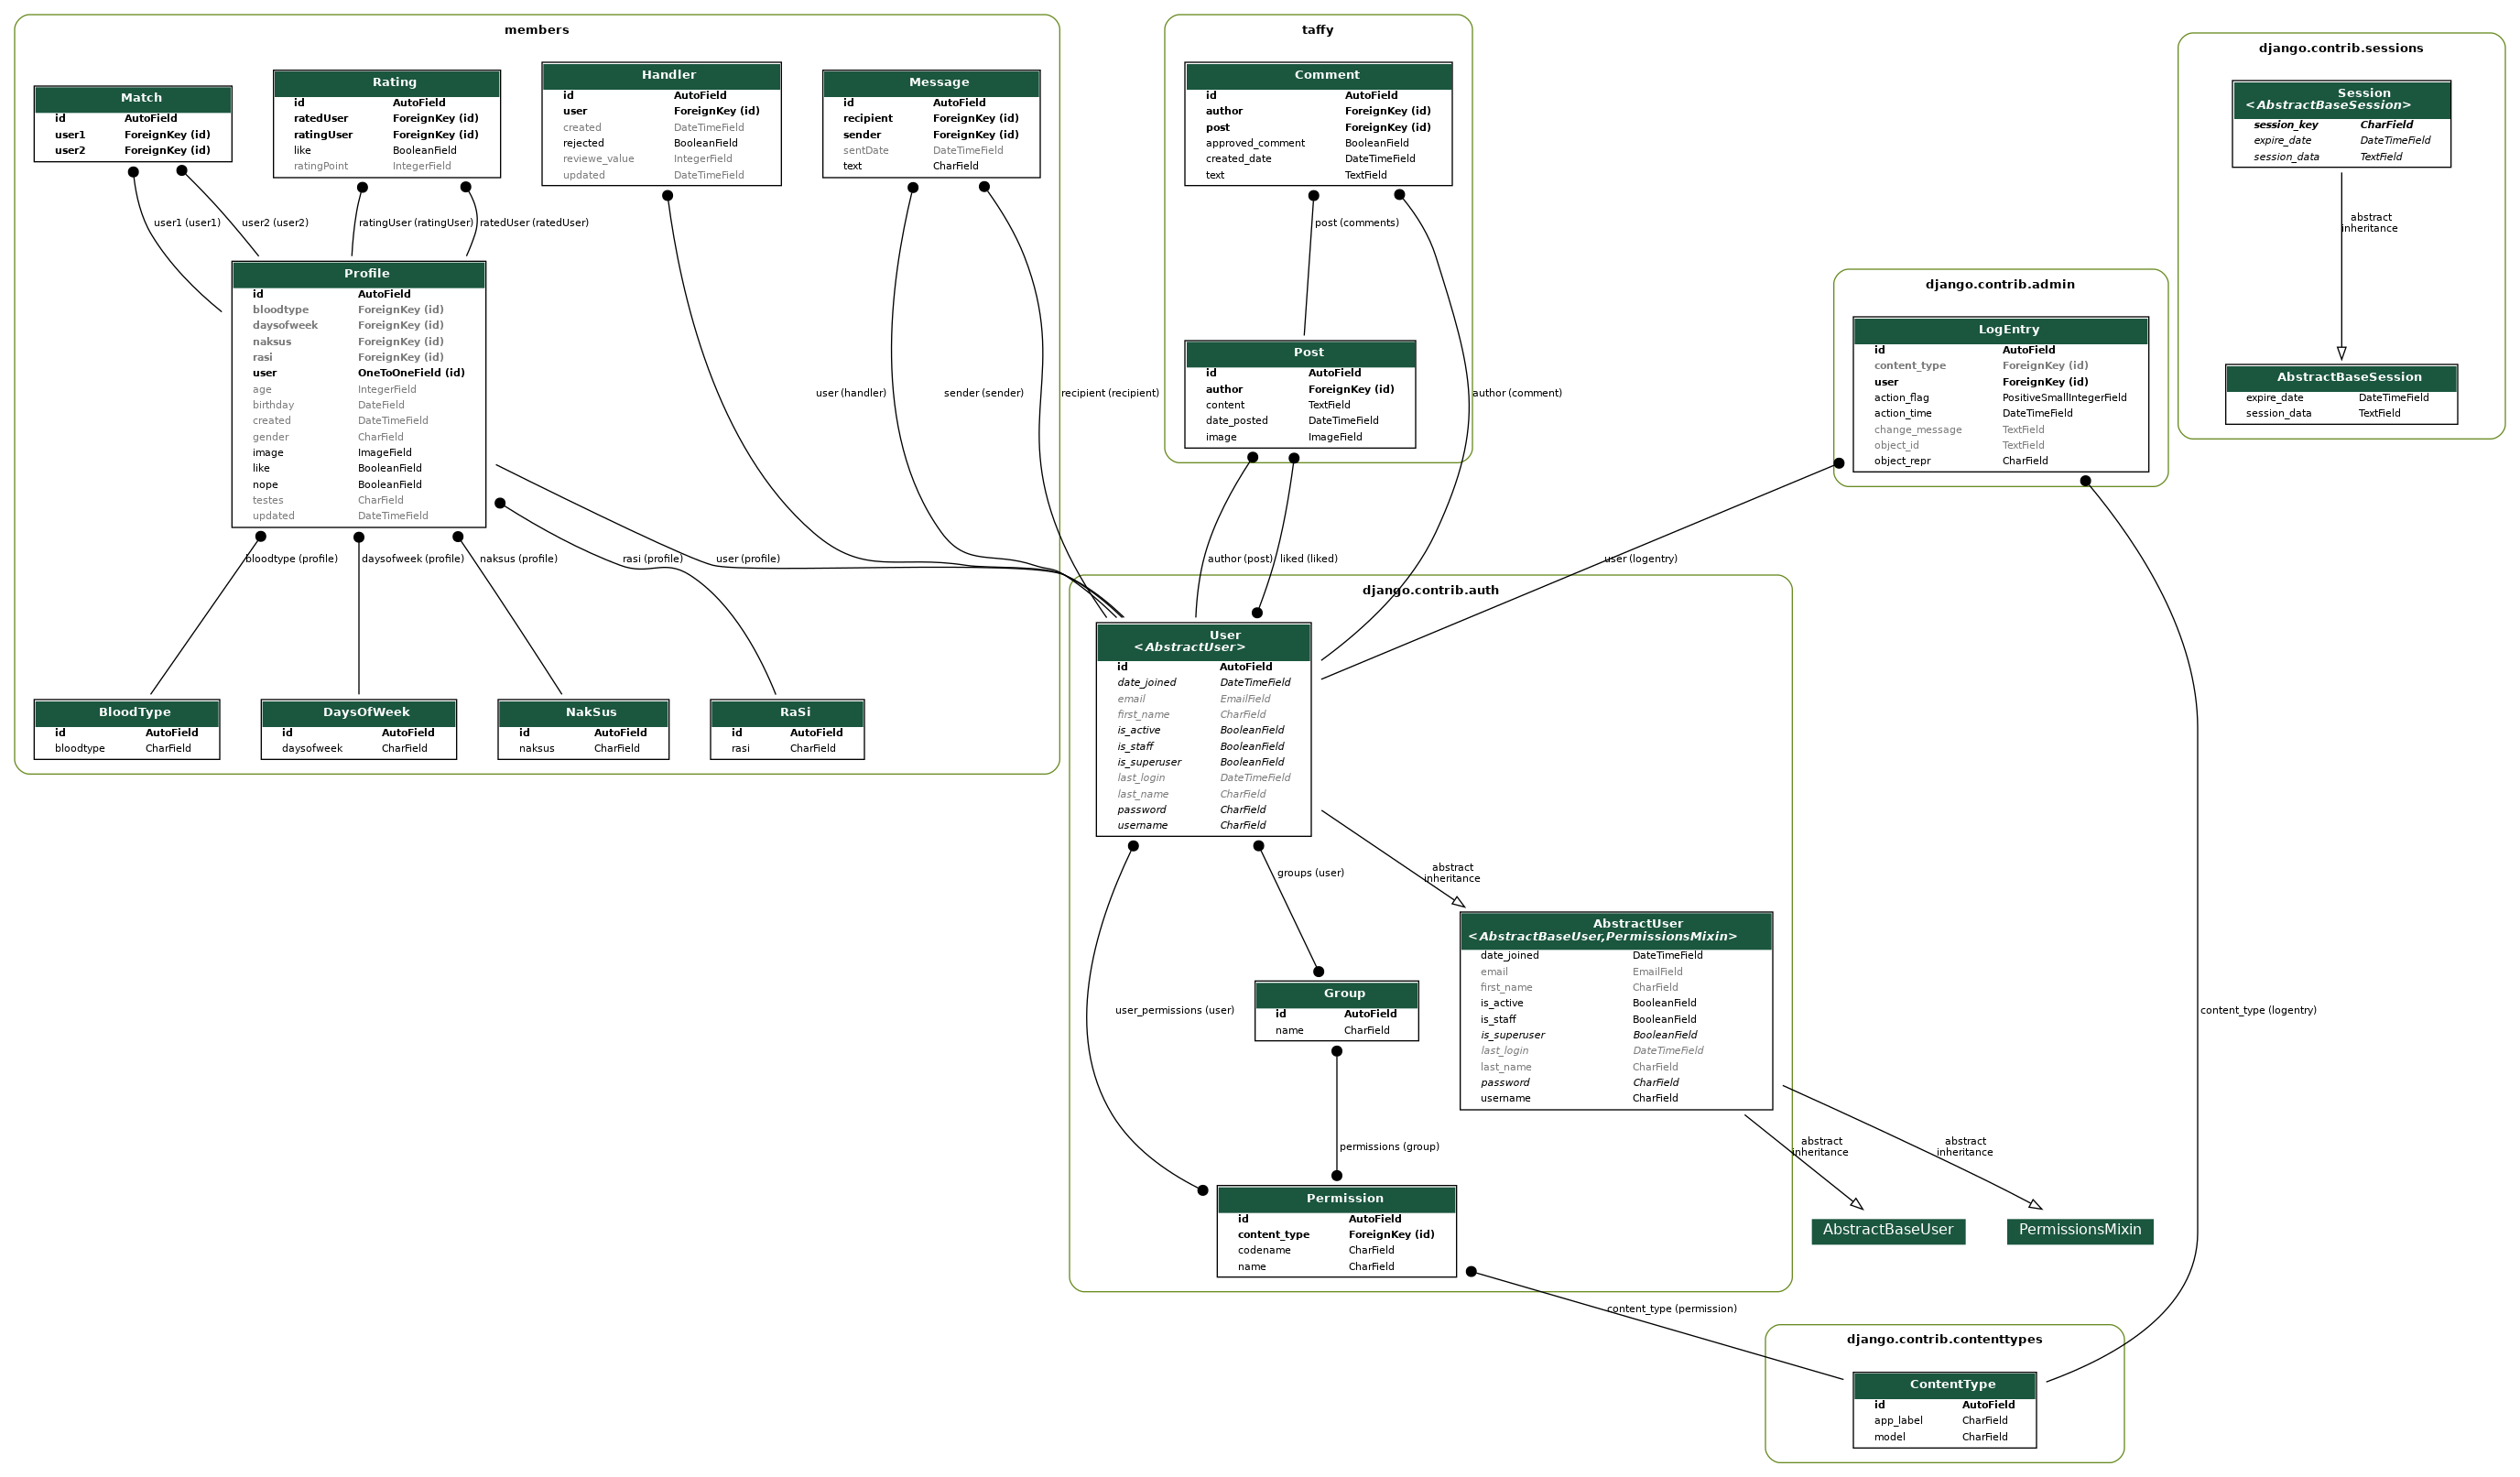 members
Match
id AutoField
user1 ForeignKey (id)
user2 ForeignKey (id)
Rating
id AutoField
ratedUser ForeignKey (id)
ratingUser ForeignKey (id)
like BooleanField
ratingPoint IntegerField
Handler
id AutoField
user ForeignKey (id)
created DateTimeField
rejected BooleanField
reviewe_value IntegerField
updated DateTimeField
Message
id AutoField
recipient ForeignKey (id)
sender ForeignKey (id)
sentDate DateTimeField
text CharField
user1 (user1)
user2 (user2)
ratingUser (ratingUser)
ratedUser (ratedUser)
Profile
id AutoField
bloodtype ForeignKey (id)
daysofweek ForeignKey (id)
naksus ForeignKey (id)
rasi ForeignKey (id)
user OneToOneField (id)
age IntegerField
birthday DateField
created DateTimeField
gender CharField
image ImageField
like BooleanField
nope BooleanField
testes CharField
updated DateTimeField
user (handler)
sender (sender)
recipient (recipient)
bloodtype (profile)
daysofweek (profile)
naksus (profile)
rasi (profile)
user (profile)
BloodType
id AutoField
bloodtype CharField
DaysOfWeek
id AutoField
daysofweek CharField
NakSus
id AutoField
naksus CharField
RaSi
id AutoField
rasi CharField
taffy
Comment
id AutoField
author ForeignKey (id)
post ForeignKey (id)
approved_comment BooleanField
created_date DateTimeField
text TextField
post (comments)
Post
id AutoField
author ForeignKey (id)
content TextField
date_posted DateTimeField
image ImageField
author (comment)
author (post)
liked (liked)
user (logentry)
django.contrib.admin
LogEntry
id AutoField
content_type ForeignKey (id)
user ForeignKey (id)
action_flag PositiveSmallIntegerField
action_time DateTimeField
change_message TextField
object_id TextField
object_repr CharField
django.contrib.sessions
Session
<AbstractBaseSession>
session_key CharField
expire_date DateTimeField
session_data TextField
abstract
inheritance
AbstractBaseSession
expire_date DateTimeField
session_data TextField
django.contrib.auth
User
<AbstractUser>
id AutoField
date_joined DateTimeField
email EmailField
first_name CharField
is_active BooleanField
is_staff BooleanField
is_superuser BooleanField
last_login DateTimeField
last_name CharField
password CharField
username CharField
groups (user)
abstract
inheritance
AbstractUser
<AbstractBaseUser,PermissionsMixin>
date_joined DateTimeField
email EmailField
first_name CharField
is_active BooleanField
is_staff BooleanField
is_superuser BooleanField
last_login DateTimeField
last_name CharField
password CharField
username CharField
user_permissions (user)
Group
id AutoField
name CharField
permissions (group)
Permission
id AutoField
content_type ForeignKey (id)
codename CharField
name CharField
abstract
inheritance
abstract
inheritance
AbstractBaseUser
PermissionsMixin
content_type (logentry)
content_type (permission)
django.contrib.contenttypes
ContentType
id AutoField
app_label CharField
model CharField